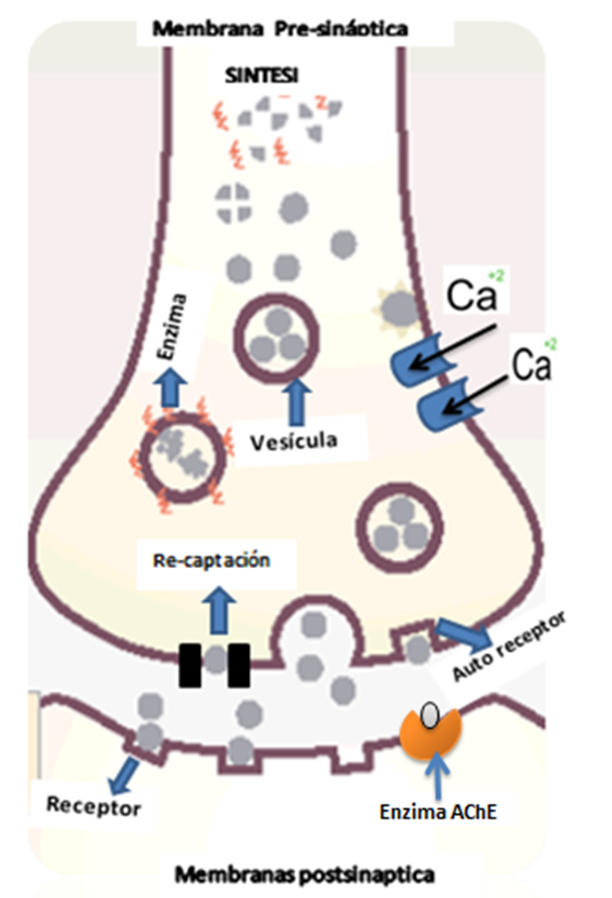 Membrana Pre-sináptica
SINTESI
Ca+2
Ca+2
Enzima
Vesícula
Re-captación
Auto receptor
Receptor
Enzima AChE
Membranas postsinaptica